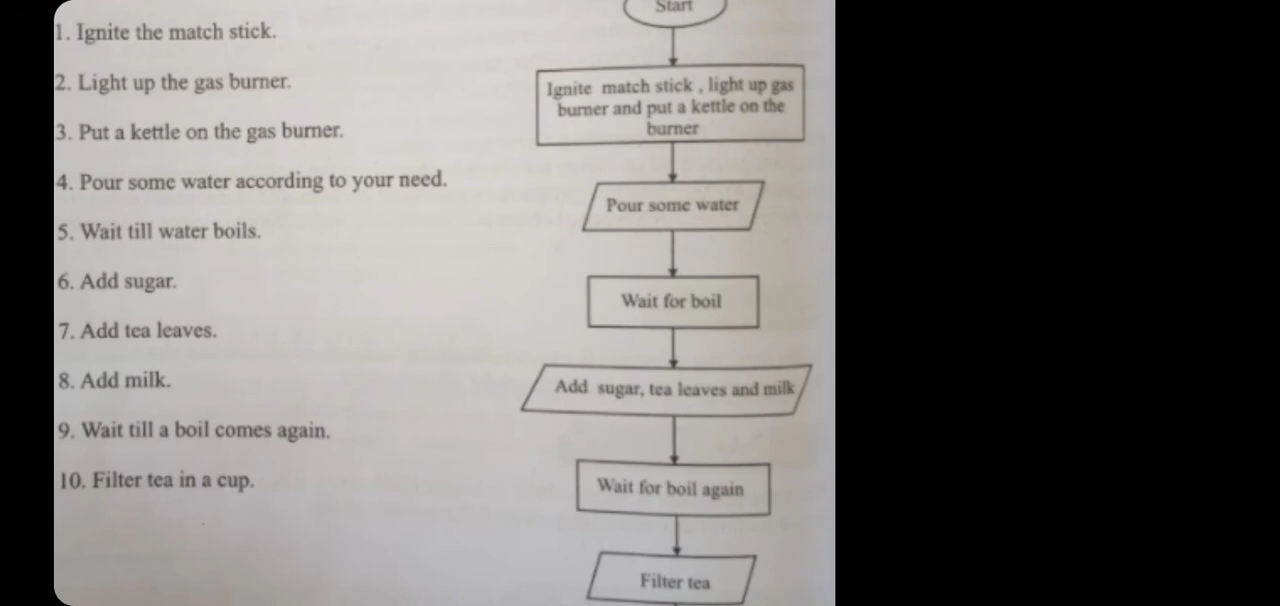 1. Ignite the match stick.
2. Light up the gas burner.
3. Put a kettle on the gas burner.
4. Pour some water according to your need.
5. Wait till water boils.
6. Add sugar.
7. Add tea leaves.
8. Add milk.
9. Wait till a boil comes again.
10. Filter tea in a cup.
Start
Ignite match stick , light up gas
burner and put a kettle on the
burner
Pour some water
Wait for boil
Add sugar, tea leaves and milk
Wait for boil again
Filter tea